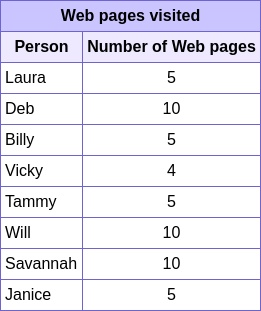 Web pages visited
Person Number of Web pages
Laura 5
Deb 10
Billy 5
Vicky 4
Tammy 5
Will 10
Savannah 10
Janice 5